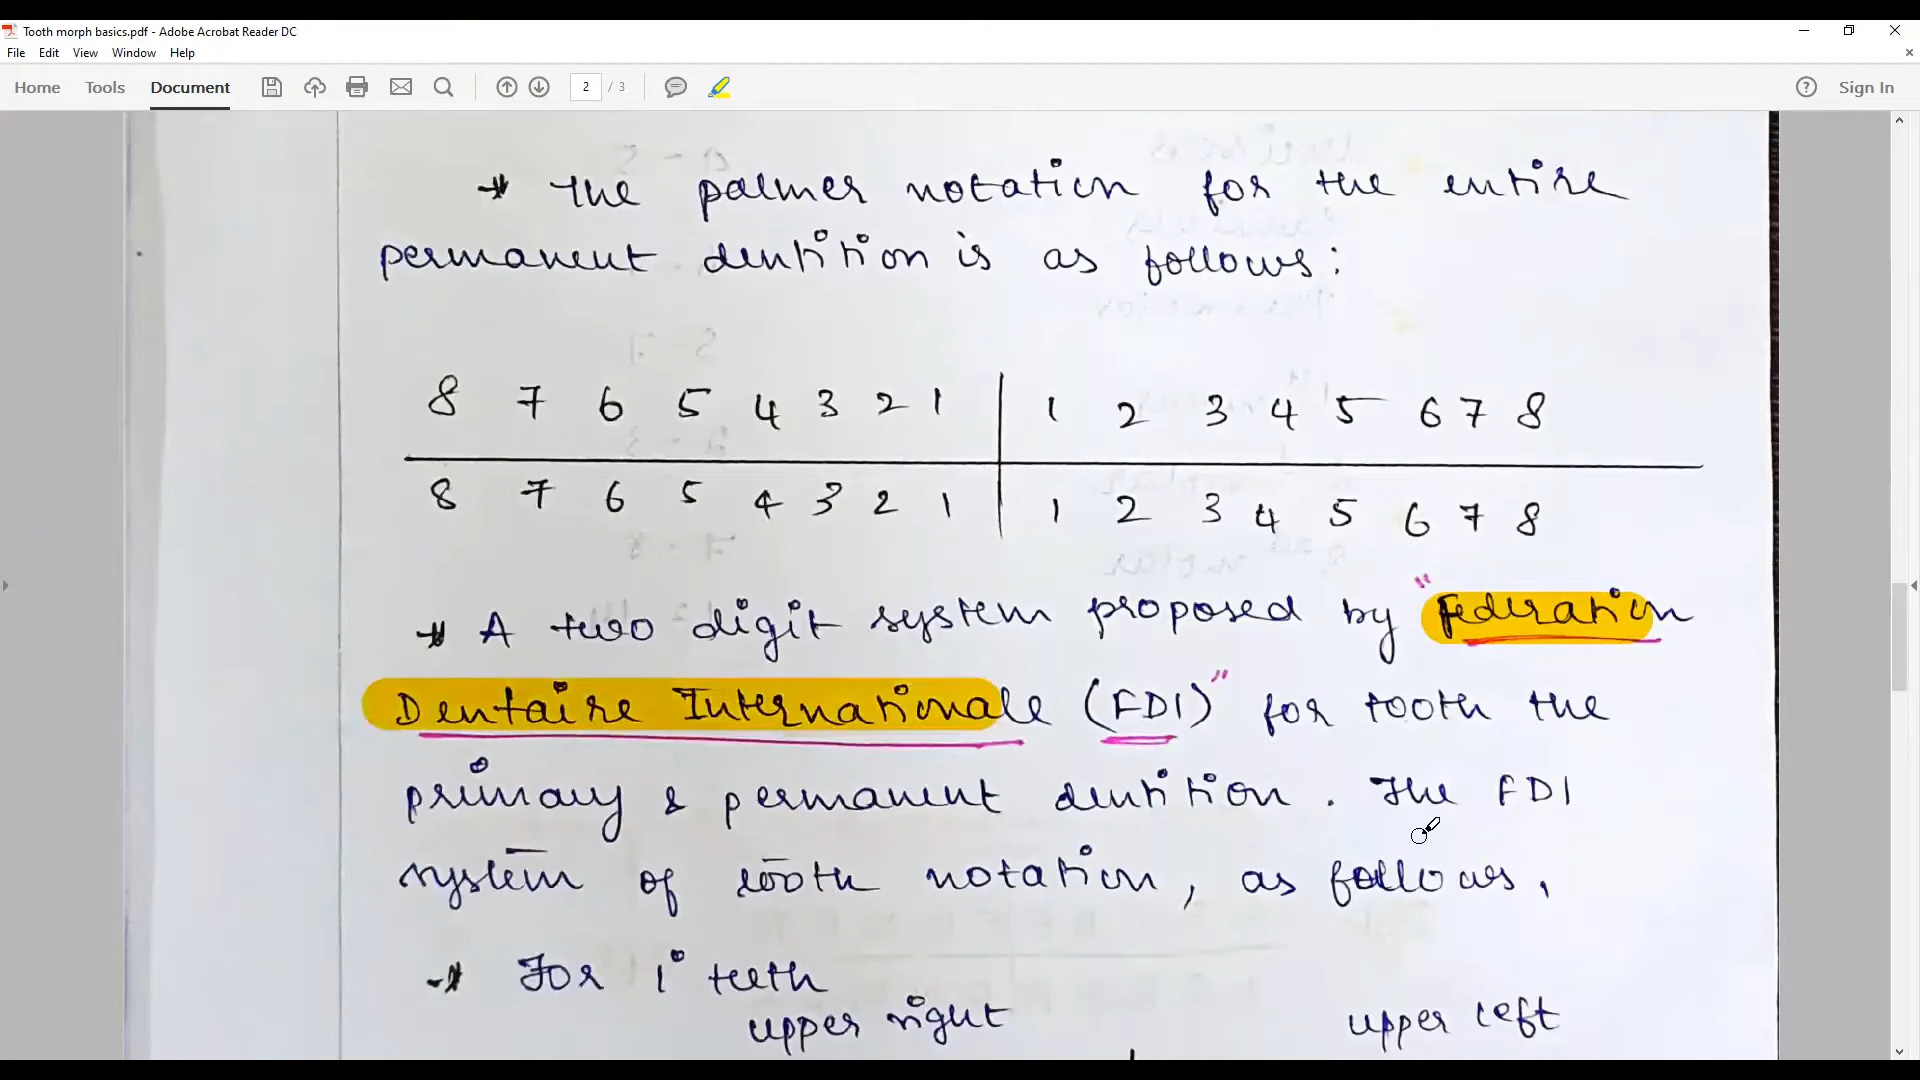 Tooth morph basics.pdf - Adobe Acrobat Reader DC
File Edit View Window Help
Home Tools Document 2 / 3 Sign In
→ The palmer notation for the entire
permanent dentition is as follows:
8 7 6 5 4 3 2 1 | 1 2 3 4 5 6 7 8
8 7 6 5 4 3 2 1 | 1 2 3 4 5 6 7 8
→ A two digit system proposed by "Federation
Dentaire Internationale (FDI)" for tooth the
primary & permanent dentition. The FDI
system of tooth notation, as follows,
→ For 1° teeth
upper right upper left